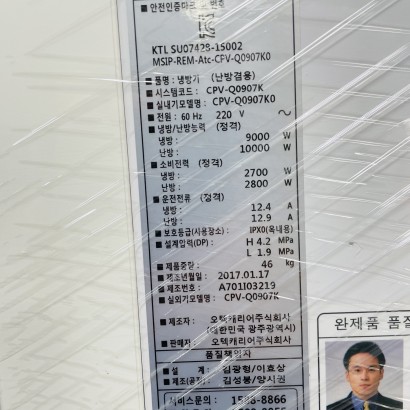 ■ 안전인증마크 및 번호
KTL SU07428-15002
MSIP-REM-Atc-CPV-Q0907K0
■ 품명 : 냉방기 (난방겸용)
■ 시스템코드 : CPV-Q0907K
■ 실내기모델명 : CPV-Q0907K0
■ 전원 : 60 Hz 220 V ~
■ 냉방/난방능력 (정격)
냉방 : 9000 W
난방 : 10000 W
■ 소비전력 (정격)
냉방 : 2700 W
난방 : 2800 W
■ 운전전류 (정격)
냉방 : 12.4 A
난방 : 12.9 A
■ 보호등급(사용장소) : IPX0(옥내용)
■ 설계압력(DP) : H 4.2 MPa
L 1.9 MPa
■ 제품중량 : 46 kg
■ 제조년월일 : 2017.01.17
■ 제조번호 : A701I03219
■ 실외기모델명 : CPV-Q0907K
■ 제조자 : 오텍캐리어주식회사
(대한민국 광주광역시)
■ 판매자 : 오텍캐리어주식회사
품질책임자
■ 설 계 : 김광형/이효상
■ 제조(공정) : 김성봉/양시권
서비스문의 : 1588-8866
완제품 품질